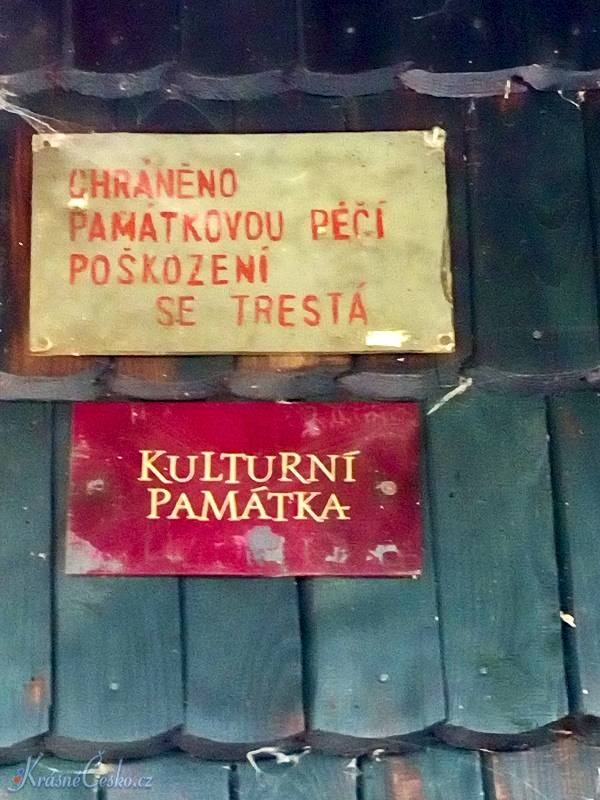 CHRÁNĚNO
PAMÁTKOVOU PÉČÍ
POŠKOZENÍ
SE TRESTÁ
KULTURNÍ
PAMÁTKA
KrásnéČesko.cz